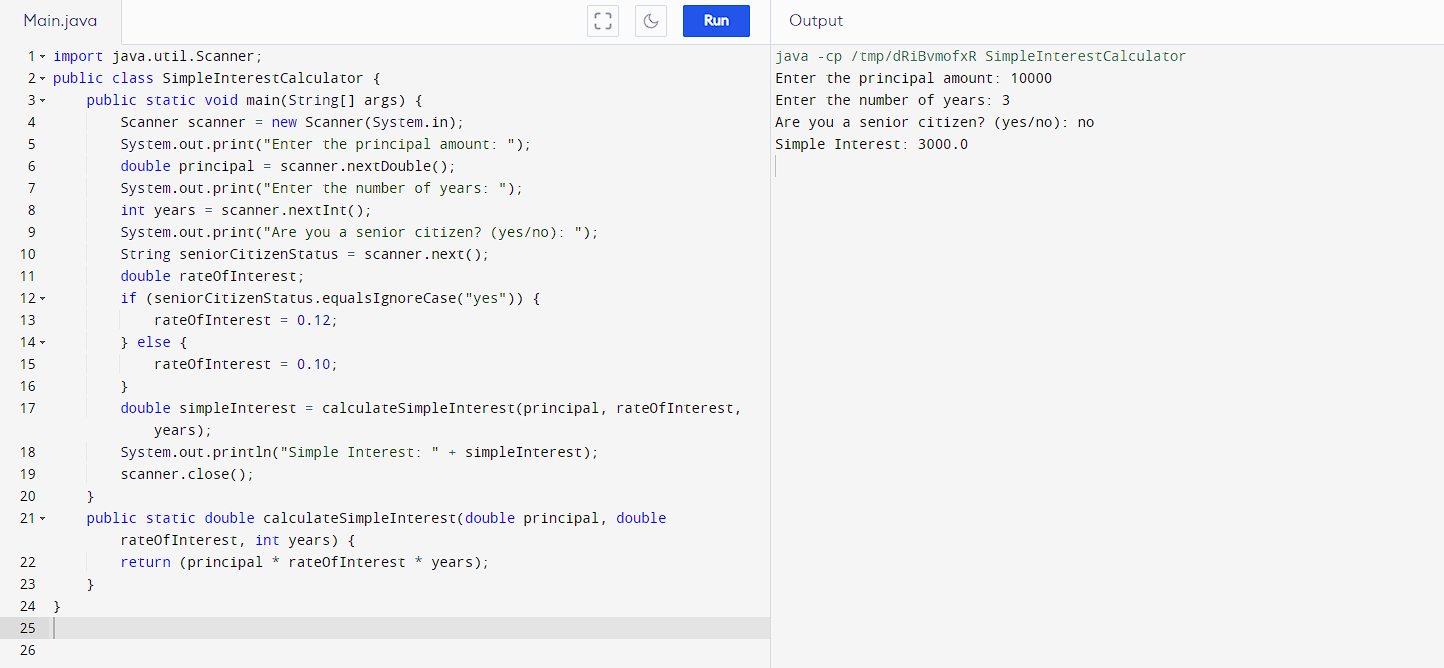 Main.java
Run
Output
1 import java.util.Scanner;
2 public class SimpleInterestCalculator {
3     public static void main(String[] args) {
4         Scanner scanner = new Scanner(System.in);
5         System.out.print("Enter the principal amount: ");
6         double principal = scanner.nextDouble();
7         System.out.print("Enter the number of years: ");
8         int years = scanner.nextInt();
9         System.out.print("Are you a senior citizen? (yes/no): ");
10         String seniorCitizenStatus = scanner.next();
11         double rateOfInterest;
12         if (seniorCitizenStatus.equalsIgnoreCase("yes")) {
13             rateOfInterest = 0.12;
14         } else {
15             rateOfInterest = 0.10;
16         }
17         double simpleInterest = calculateSimpleInterest(principal, rateOfInterest,
            years);
18         System.out.println("Simple Interest: " + simpleInterest);
19         scanner.close();
20     }
21     public static double calculateSimpleInterest(double principal, double
        rateOfInterest, int years) {
22         return (principal * rateOfInterest * years);
23     }
24 }
25
26
java -cp /tmp/dRiBvmofxR SimpleInterestCalculator
Enter the principal amount: 10000
Enter the number of years: 3
Are you a senior citizen? (yes/no): no
Simple Interest: 3000.0